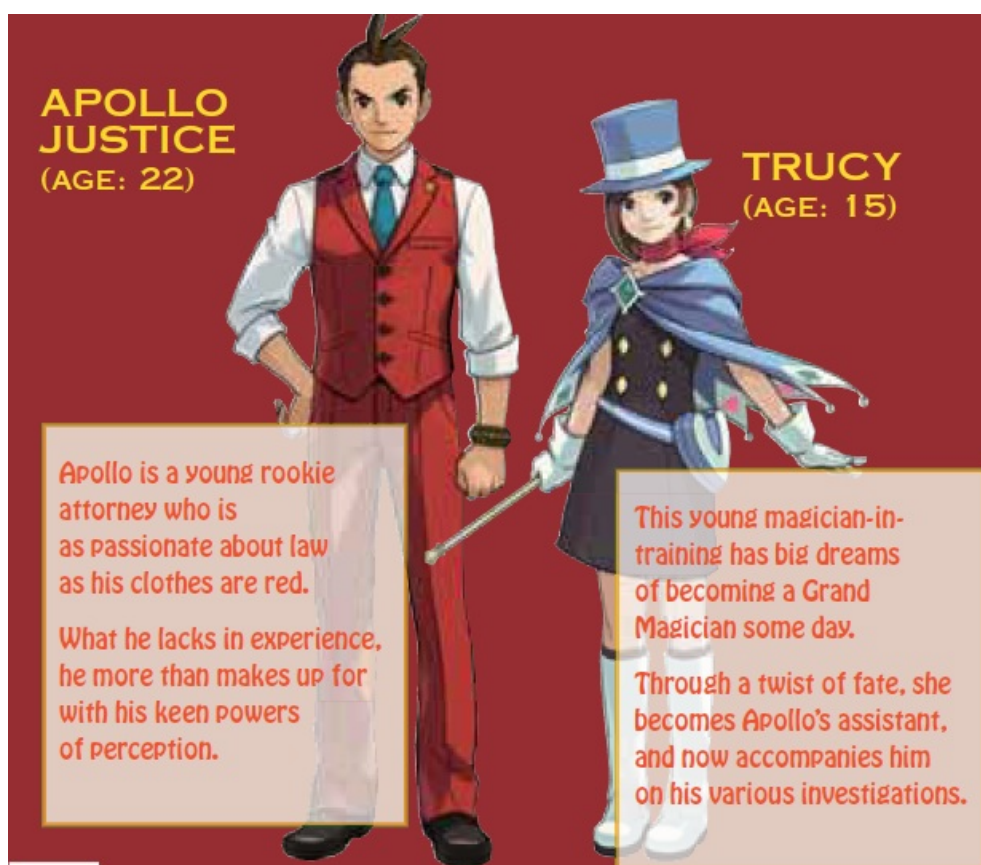 APOLLO
JUSTICE
(AGE: 22)
TRUCY
(AGE: 15)
Apollo is a young rookie
attorney who is
as passionate about law
as his clothes are red.
What he lacks in experience,
he more than makes up for
with his keen powers
of perception.
This young magician-in-
training has big dreams
of becoming a Grand
Magician some day.
Through a twist of fate, she
becomes Apollo's assistant,
and now accompanies him
on his various investigations.